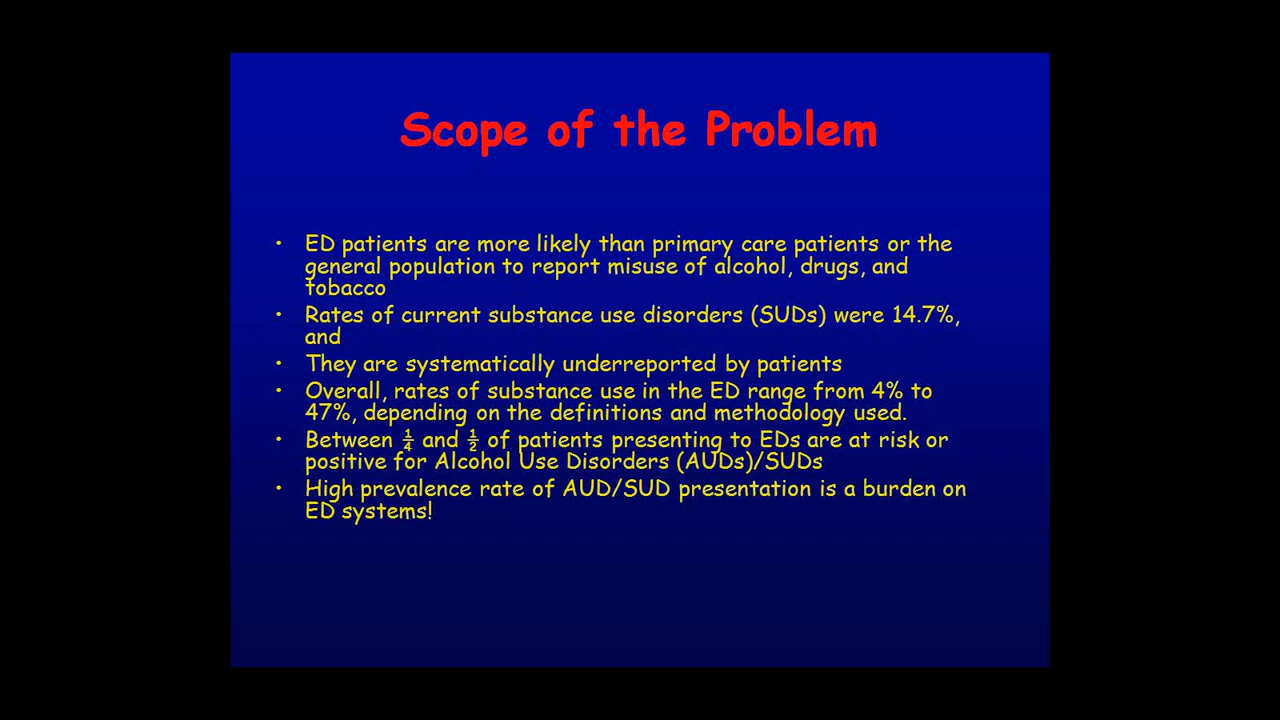 Scope of the Problem
• ED patients are more likely than primary care patients or the
general population to report misuse of alcohol, drugs, and
tobacco
• Rates of current substance use disorders (SUDs) were 14.7%,
and
• They are systematically underreported by patients
• Overall, rates of substance use in the ED range from 4% to
47%, depending on the definitions and methodology used.
• Between ¼ and ½ of patients presenting to EDs are at risk or
positive for Alcohol Use Disorders (AUDs)/SUDs
• High prevalence rate of AUD/SUD presentation is a burden on
ED systems!